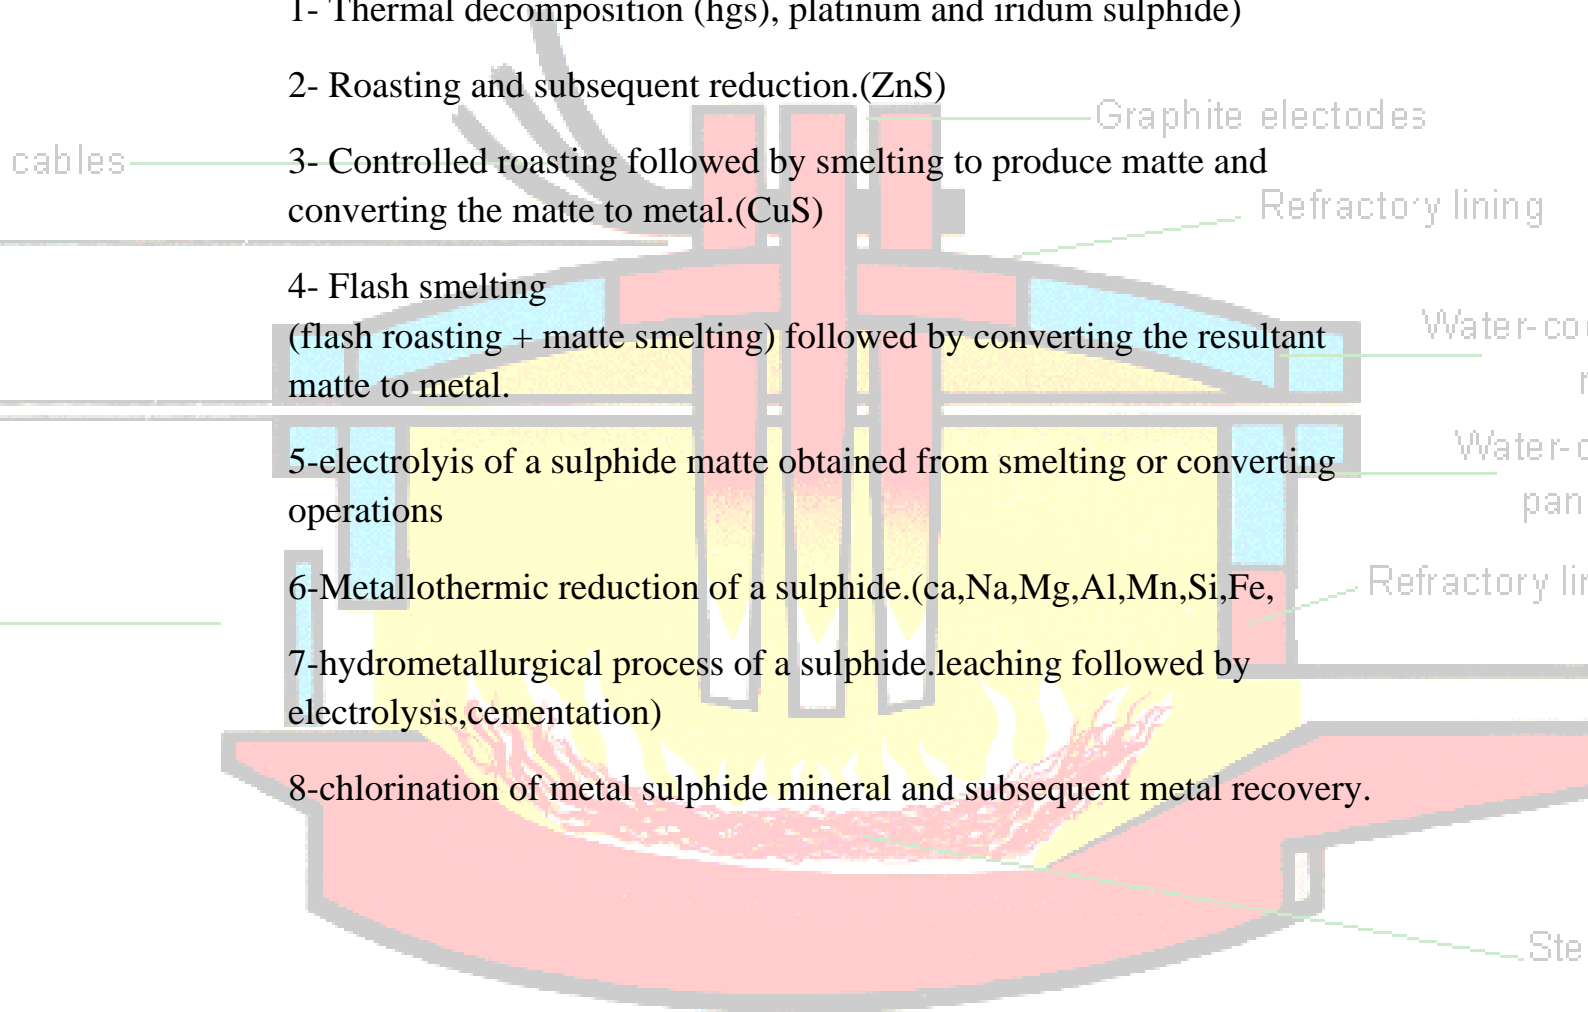 1- Thermal decomposition (hgs), platinum and iridum sulphide)
2- Roasting and subsequent reduction.(ZnS)
Graphite electodes
cables
3- Controlled roasting followed by smelting to produce matte and
converting the matte to metal.(CuS)
Refractory lining
4- Flash smelting
(flash roasting + matte smelting) followed by converting the resultant
matte to metal.
Water-co
Water-c
pan
5-electrolyis of a sulphide matte obtained from smelting or converting
operations
6-Metallothermic reduction of a sulphide.(ca,Na,Mg,Al,Mn,Si,Fe,
Refractory lin
7-hydrometallurgical process of a sulphide.leaching followed by
electrolysis,cementation)
8-chlorination of metal sulphide mineral and subsequent metal recovery.
Ste